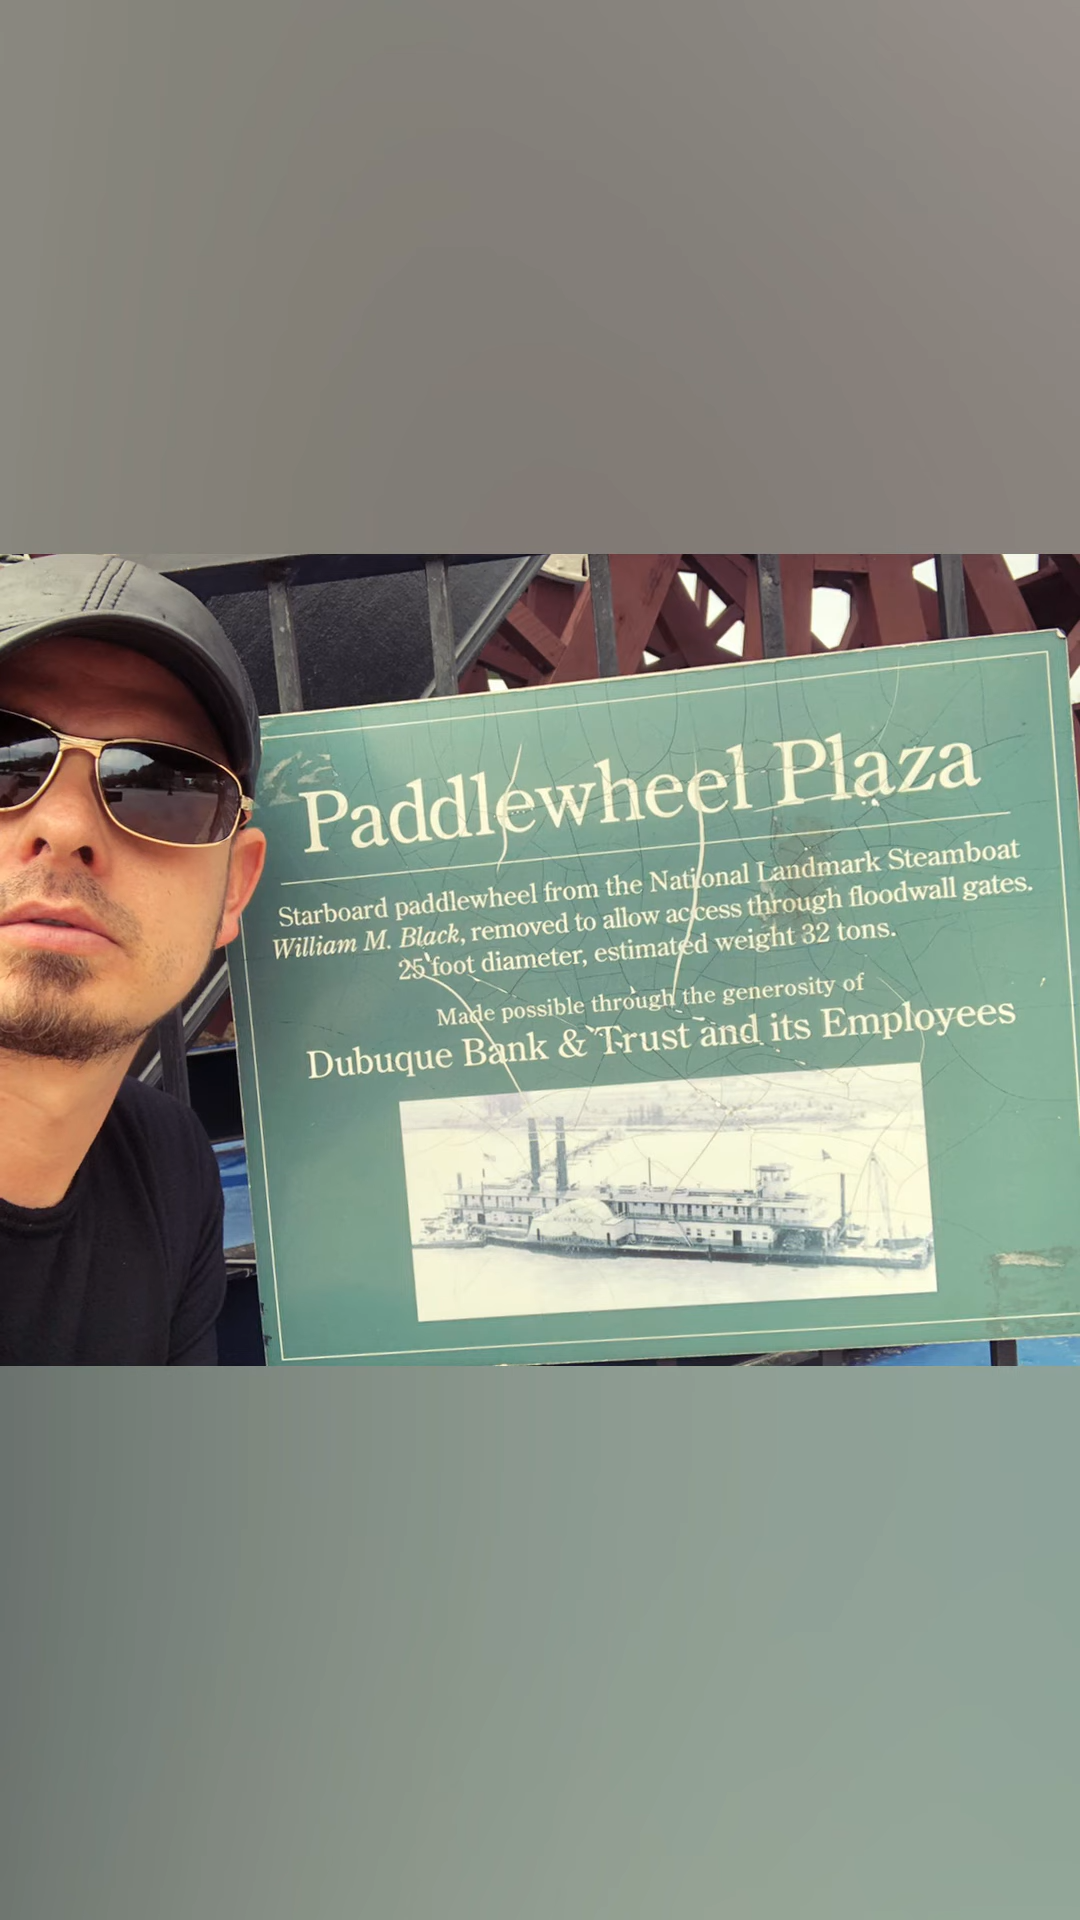 Paddlewheel Plaza
Starboard paddlewheel from the National Landmark Steamboat
William M. Black, removed to allow access through floodwall gates.
25 foot diameter, estimated weight 32 tons.
Made possible through the generosity of
Dubuque Bank & Trust and its Employees